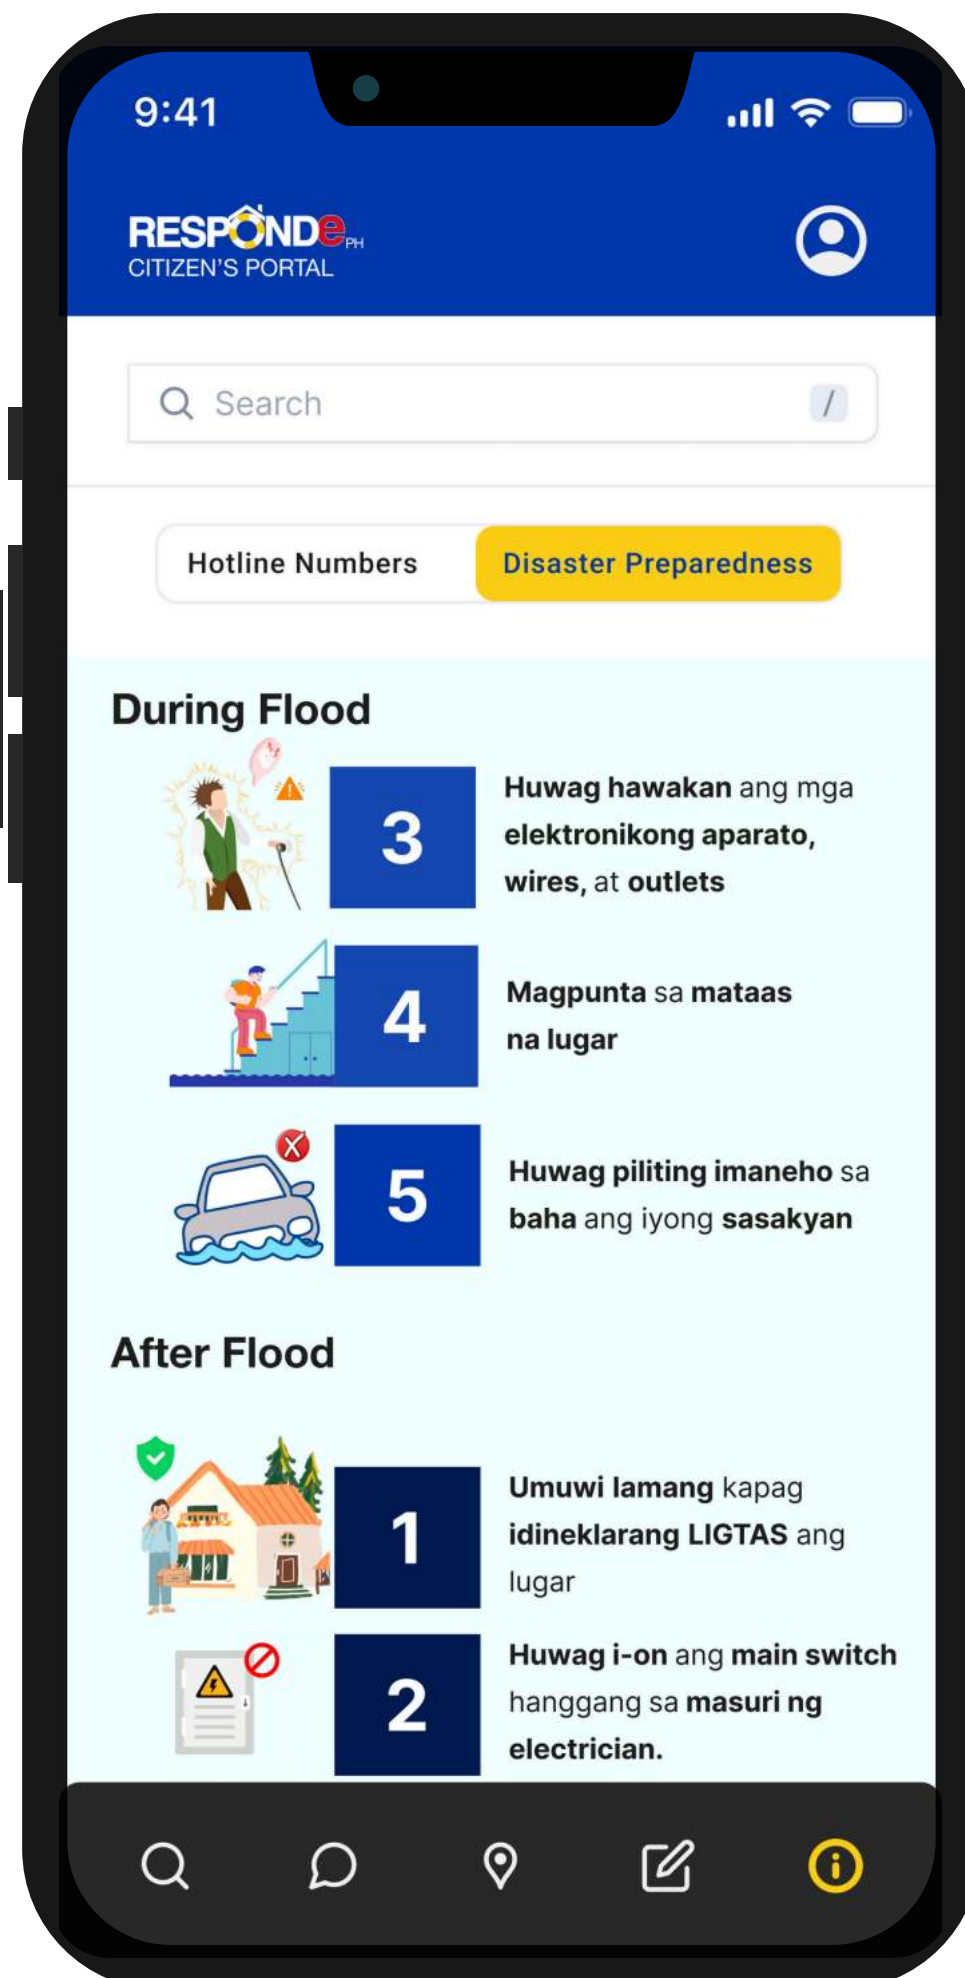 9:41
RESPONDe PH
CITIZEN'S PORTAL
Search
/
Hotline Numbers
Disaster Preparedness
During Flood
3
Huwag hawakan ang mga
elektronikong aparato,
wires, at outlets
4
Magpunta sa mataas
na lugar
5
Huwag piliting imaneho sa
baha ang iyong sasakyan
After Flood
1
Umuwi lamang kapag
idineklarang LIGTAS ang
lugar
2
Huwag i-on ang main switch
hanggang sa masuri ng
electrician.